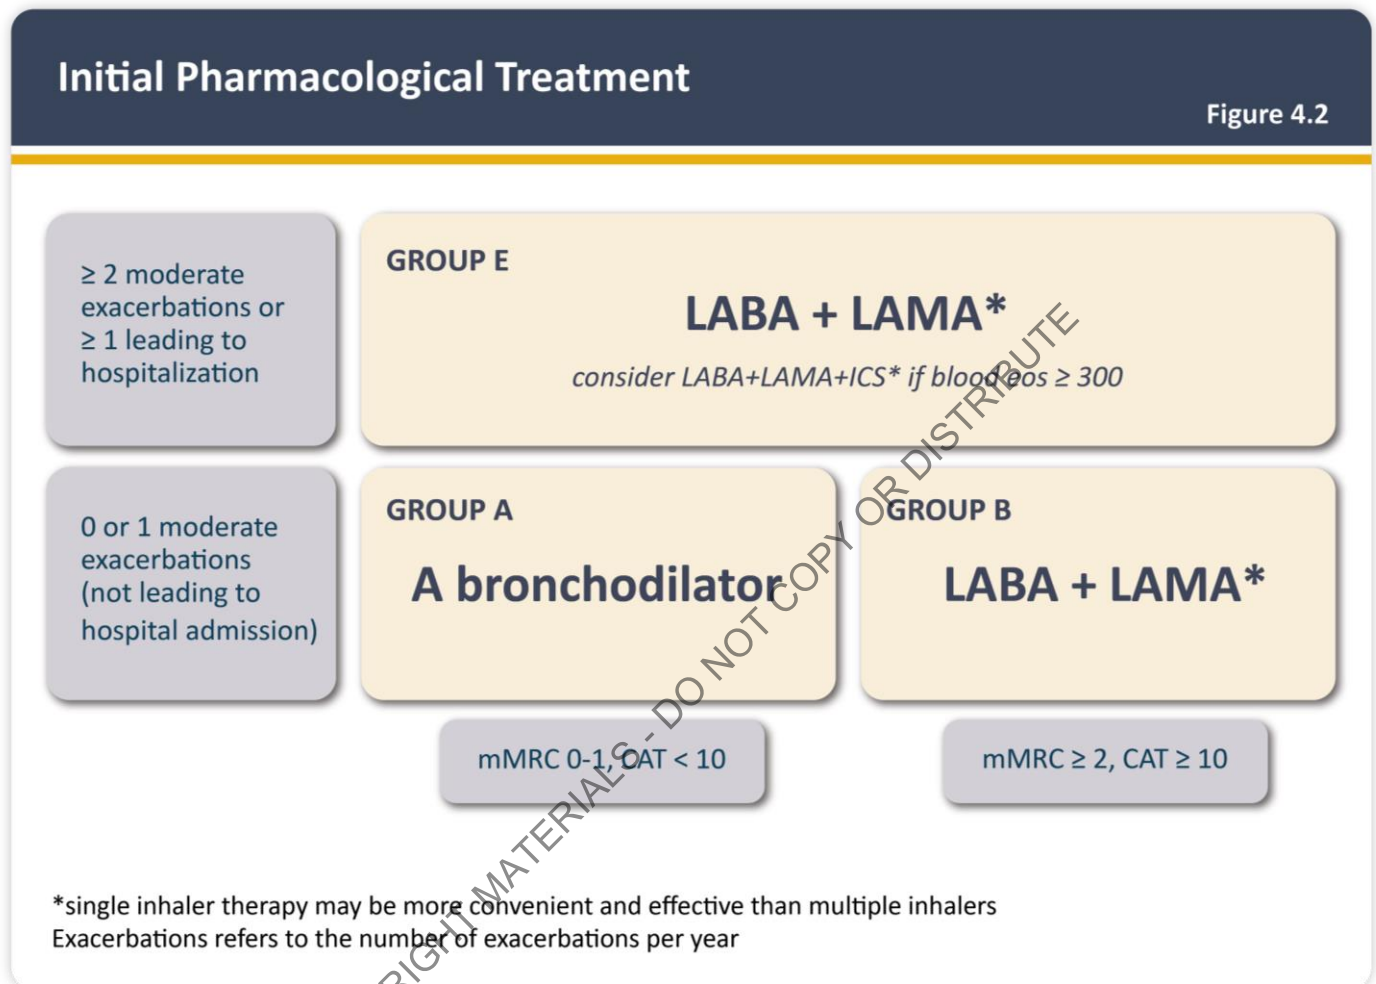 Initial Pharmacological Treatment
Figure 4.2
≥ 2 moderate
exacerbations or
≥ 1 leading to
hospitalization
GROUP E
LABA + LAMA*
consider LABA+LAMA+ICS* if blood eos ≥ 300
0 or 1 moderate
exacerbations
(not leading to
hospital admission)
GROUP A
A bronchodilator
GROUP B
LABA + LAMA*
mMRC 0-1, CAT < 10
mMRC ≥ 2, CAT ≥ 10
*single inhaler therapy may be more convenient and effective than multiple inhalers
Exacerbations refers to the number of exacerbations per year
RIGHT MATERIALS - DO NOT COPY OR DISTRIBUTE